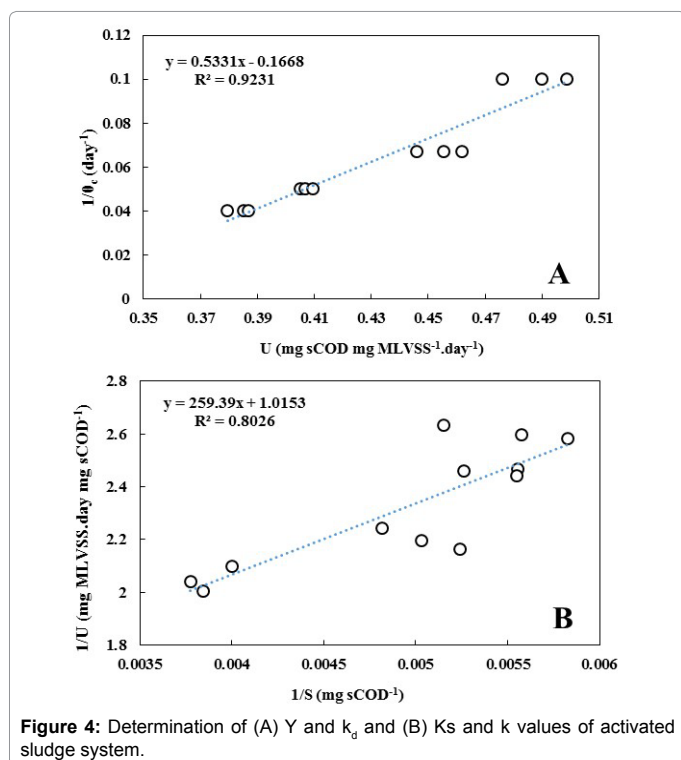 0.12
y = 0.5331x - 0.1668
R² = 0.9231
0.1
0.08
0.06
0.04
0.02
0
1/θc (day-1)
A
0.35 0.37 0.39 0.41 0.43 0.45 0.47 0.49 0.51
U (mg sCOD mg MLVSS-1.day-1)
2.8
y = 259.39x + 1.0153
R² = 0.8026
2.6
2.4
2.2
2
1.8
1/U (mg MLVSS.day mg sCOD-1)
B
0.0035 0.004 0.0045 0.005 0.0055 0.006
1/S (mg sCOD-1)
Figure 4: Determination of (A) Y and kd and (B) Ks and k values of activated
sludge system.